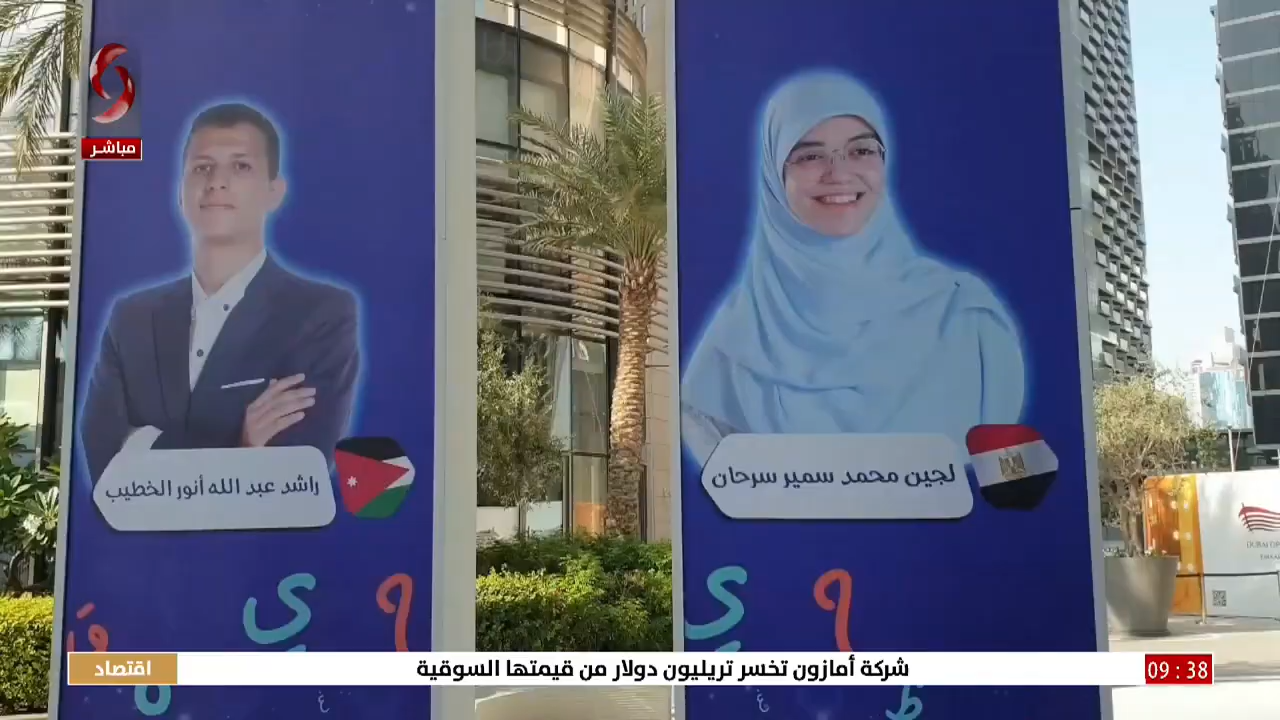 مباشر
راشد عبد الله أنور الخطيب
لجين محمد سمير سرحان
ي
و
ي
و
اقتصاد
شركة أمازون تخسر تريليون دولار من قيمتها السوقية
09 : 38